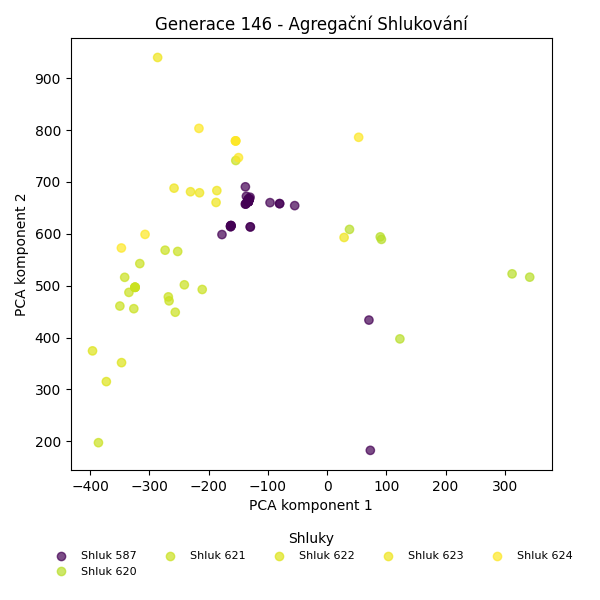 Generace 146 - Agregační Shlukování
PCA komponent 2
900
800
700
600
500
400
300
200
−400 −300 −200 −100 0 100 200 300
PCA komponent 1
Shluky
Shluk 587 Shluk 621 Shluk 622 Shluk 623 Shluk 624
Shluk 620